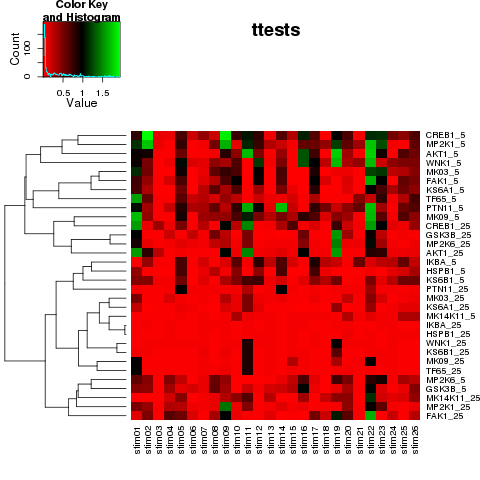 Color Key
and Histogram
ttests
Count
0
100
0.5
1
1.5
Value
CREB1_5
MP2K1_5
AKT1_5
WNK1_5
MK03_5
FAK1_5
KS6A1_5
TF65_5
PTN11_5
MK09_5
CREB1_25
GSK3B_25
MP2K6_25
AKT1_25
IKBA_5
HSPB1_5
KS6B1_5
PTN11_25
MK03_25
KS6A1_25
MK14K11_5
IKBA_25
HSPB1_25
WNK1_25
KS6B1_25
MK09_25
TF65_25
MP2K6_5
GSK3B_5
MK14K11_25
MP2K1_25
FAK1_25
stim01
stim02
stim03
stim04
stim05
stim06
stim07
stim08
stim09
stim10
stim11
stim12
stim13
stim14
stim15
stim16
stim17
stim18
stim19
stim20
stim21
stim22
stim23
stim24
stim25
stim26